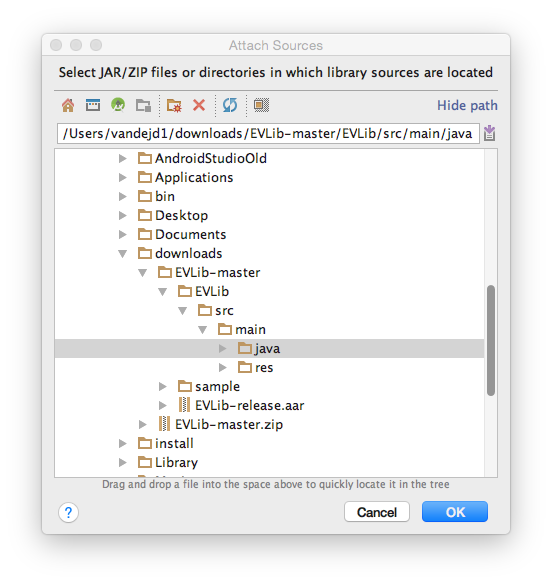 Attach Sources
Select JAR/ZIP files or directories in which library sources are located
Hide path
/Users/vandejd1/downloads/EVLib-master/EVLib/src/main/java
AndroidStudioOld
Applications
bin
Desktop
Documents
downloads
EVLib-master
EVLib
src
main
java
res
sample
EVLib-release.aar
EVLib-master.zip
install
Library
Drag and drop a file into the space above to quickly locate it in the tree
?
Cancel
OK